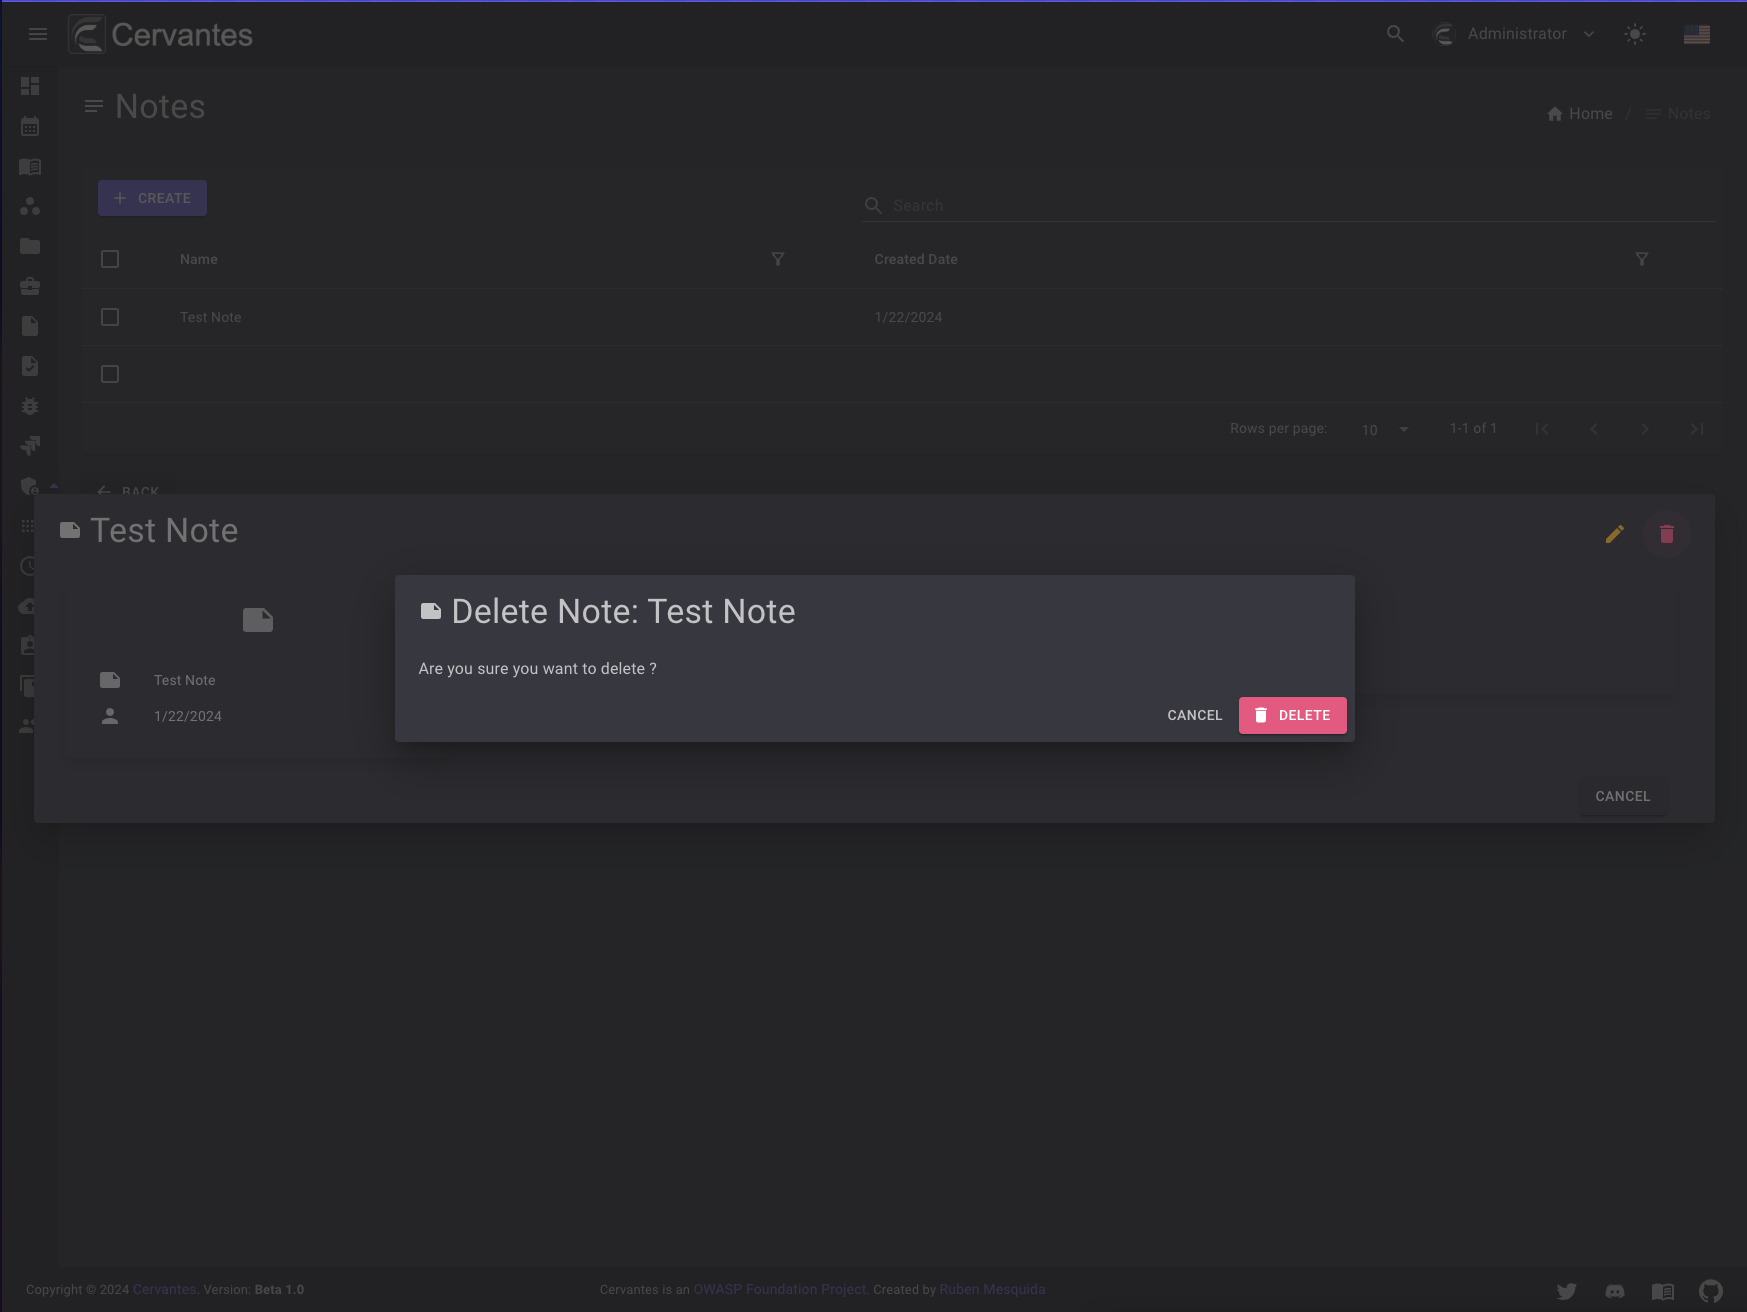 Cervantes
Administrator
Notes
Home / Notes
CREATE
Search
Name
Created Date
Test Note
1/22/2024
Rows per page:
10
1-1 of 1
BACK
Test Note
Test Note
1/22/2024
Delete Note: Test Note
Are you sure you want to delete ?
CANCEL
DELETE
CANCEL
Copyright © 2024 Cervantes. Version: Beta 1.0
Cervantes is an OWASP Foundation Project. Created by Ruben Mesquida